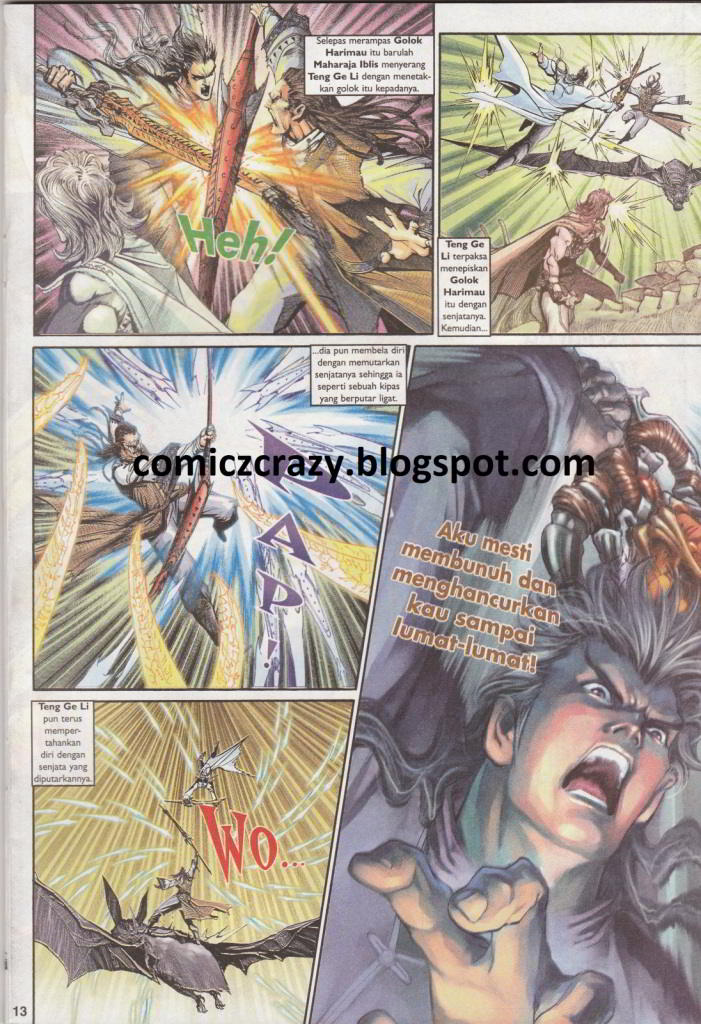 Selepas merampas Golok
Harimau itu barulah
Maharaja Iblis menyerang
Teng Ge Li dengan menetak-
kan golok itu kepadanya.
Heh!
Teng Ge
Li terpaksa
menepiskan
Golok
Harimau
itu dengan
senjatanya.
Kemudian...
...dia pun membela diri
dengan memutarkan
senjatanya sehingga ia
seperti sebuah kipas
yang berputar ligat.
PAP!
comiczcrazy.blogspot.com
Aku mesti
membunuh dan
menghancurkan
kau sampai
lumat-lumat!
Teng Ge Li
pun terus
memper-
tahankan
diri dengan
senjata yang
diputarkannya.
WO...
13